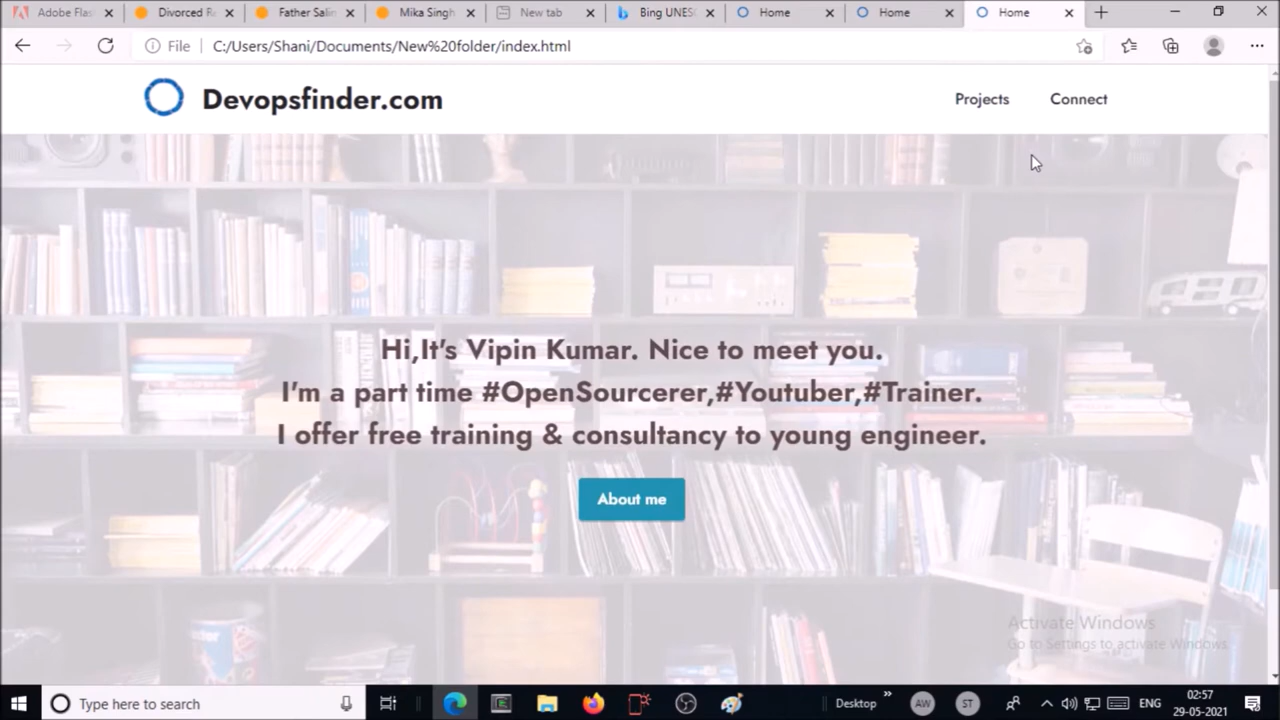 Adobe Flas
Divorced Re
Father Salin
Mika Singh
New tab
Bing UNESC
Home
Home
Home
File
C:/Users/Shani/Documents/New%20folder/index.html
Devopsfinder.com
Projects
Connect
Hi,It's Vipin Kumar. Nice to meet you.
I'm a part time #OpenSourcerer,#Youtuber,#Trainer.
I offer free training & consultancy to young engineer.
About me
Activate Windows
Go to Settings to activate Windows.
Type here to search
Desktop
AW
ST
ENG
02:57
29-05-2021